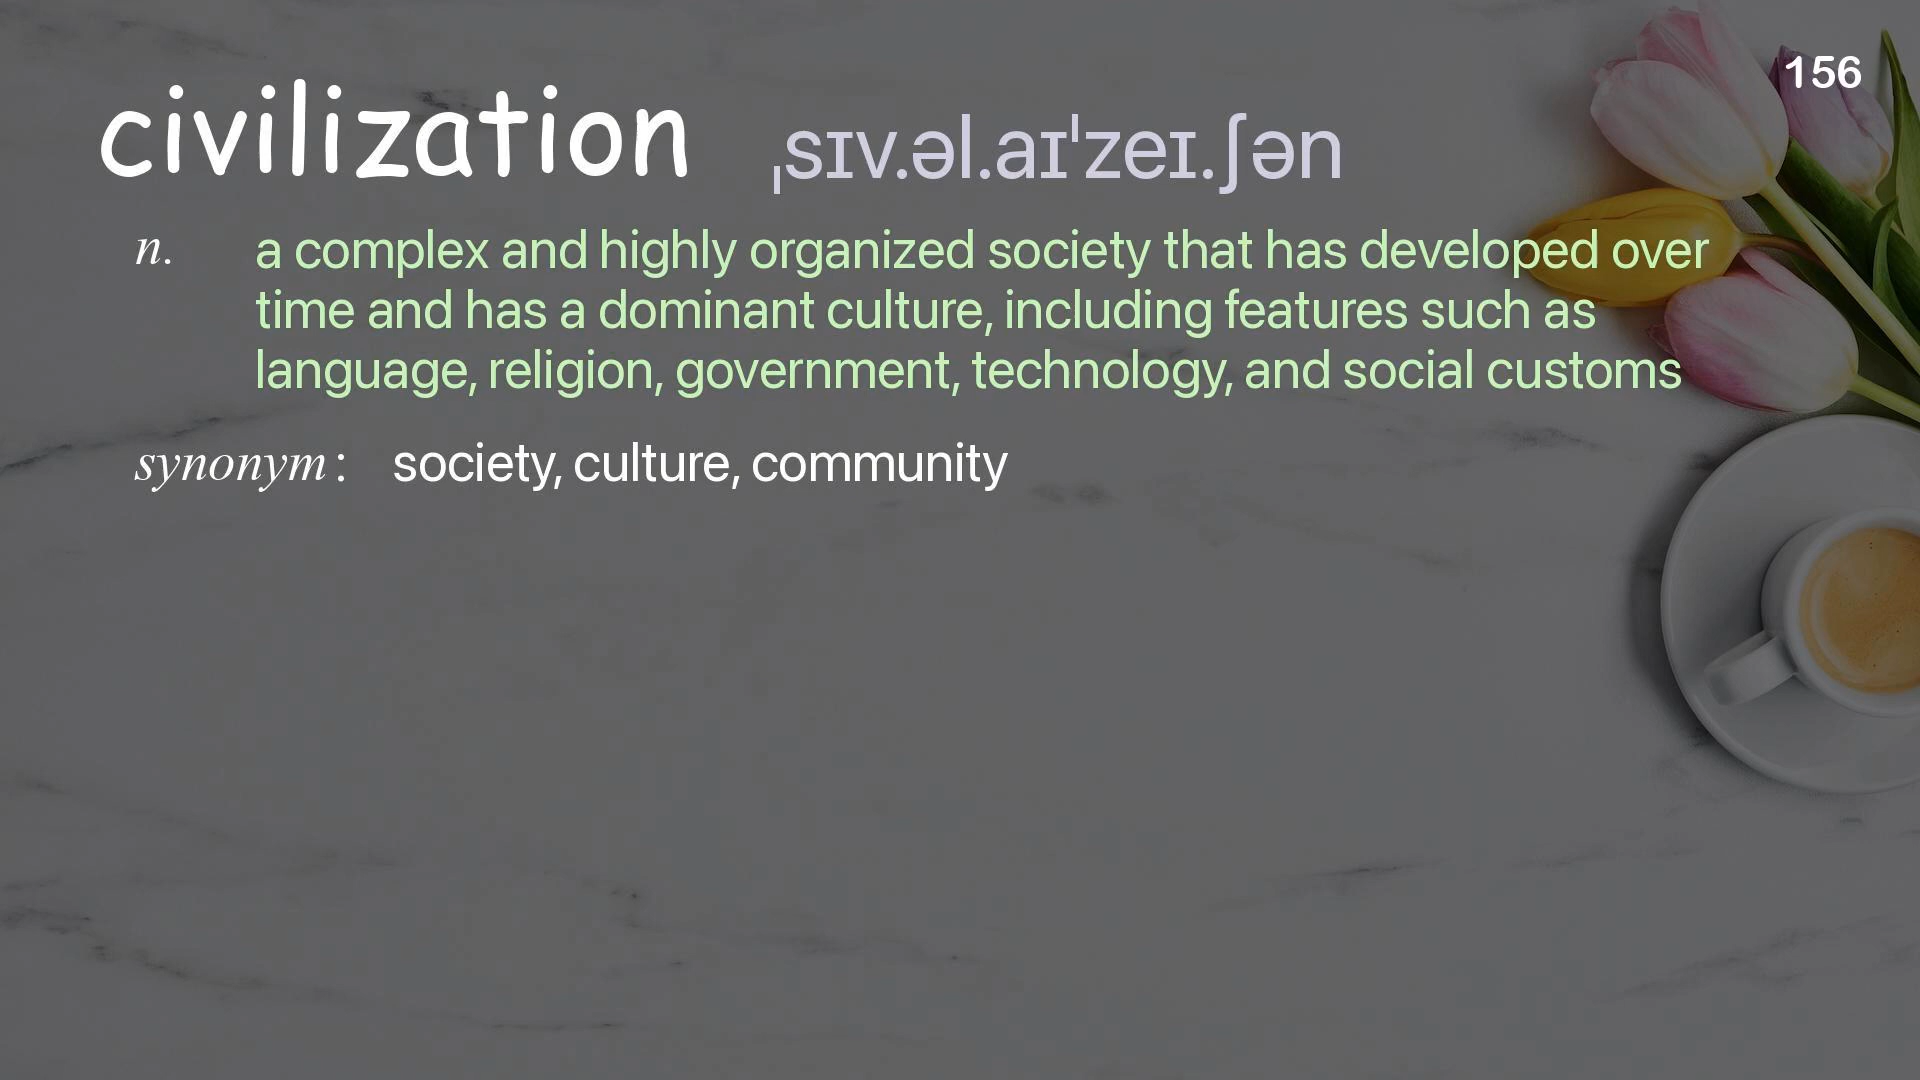 156
civilization ˌsɪv.əl.aɪˈzeɪ.ʃən
n. a complex and highly organized society that has developed over
time and has a dominant culture, including features such as
language, religion, government, technology, and social customs
synonym: society, culture, community